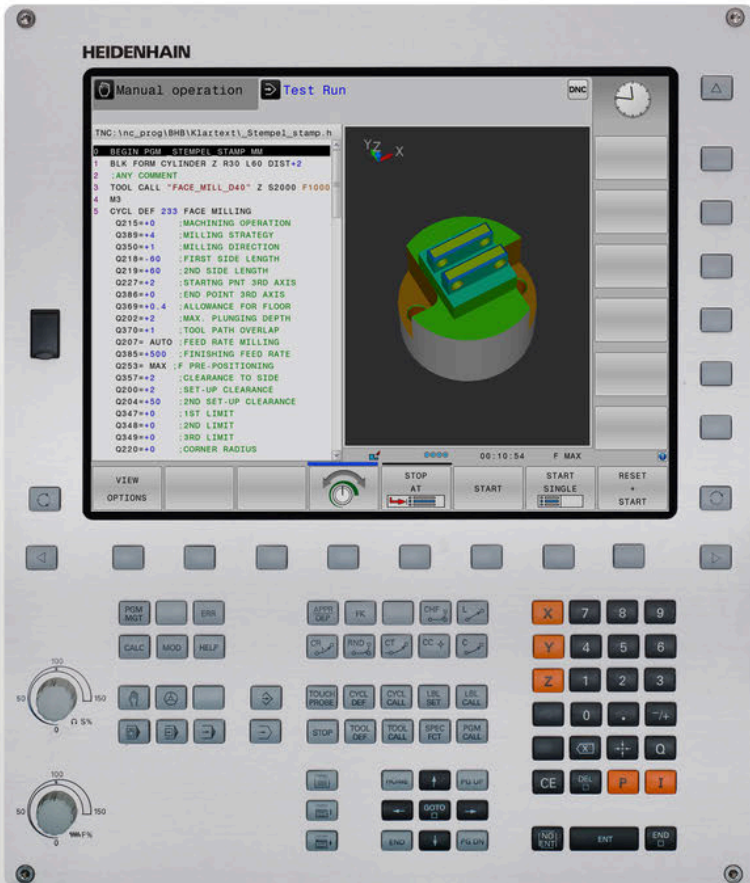 HEIDENHAIN
Manual operation
Test Run
DNC
TNC:\nc_prog\BHB\Klartext\_Stempel_stamp.h
0 BEGIN PGM _STEMPEL_STAMP MM
1 BLK FORM CYLINDER Z R30 L60 DIST+2
2 ;ANY COMMENT
3 TOOL CALL "FACE_MILL_D40" Z S2000 F1000
4 M3
5 CYCL DEF 233 FACE MILLING
Q215=+0 ;MACHINING OPERATION
Q389=+4 ;MILLING STRATEGY
Q350=+1 ;MILLING DIRECTION
Q218=-60 ;FIRST SIDE LENGTH
Q219=+60 ;2ND SIDE LENGTH
Q227=+2 ;STARTNG PNT 3RD AXIS
Q386=+0 ;END POINT 3RD AXIS
Q369=+0.4 ;ALLOWANCE FOR FLOOR
Q202=+2 ;MAX. PLUNGING DEPTH
Q370=+1 ;TOOL PATH OVERLAP
Q207= AUTO ;FEED RATE MILLING
Q385=+500 ;FINISHING FEED RATE
Q253= MAX ;F PRE-POSITIONING
Q357=+2 ;CLEARANCE TO SIDE
Q200=+2 ;SET-UP CLEARANCE
Q204=+50 ;2ND SET-UP CLEARANCE
Q347=+0 ;1ST LIMIT
Q348=+0 ;2ND LIMIT
Q349=+0 ;3RD LIMIT
Q220=+0 ;CORNER RADIUS
Y Z X
00:10:54 F MAX
VIEW
OPTIONS
STOP
AT
START
START
SINGLE
RESET
+
START
PGM
MGT
ERR
CALC MOD HELP
APPR
DEP
FK CHF L
CR RND CT CC C
TOUCH
PROBE
CYCL
DEF
CYCL
CALL
LBL
SET
LBL
CALL
STOP
TOOL
DEF
TOOL
CALL
SPEC
FCT
PGM
CALL
HOME PG UP
GOTO
END PG DN
X 7 8 9
Y 4 5 6
Z 1 2 3
0 . -/+
X Q
CE DEL P I
NO
ENT
ENT
END
100
50 150
0 S%
100
50 150
0 F%